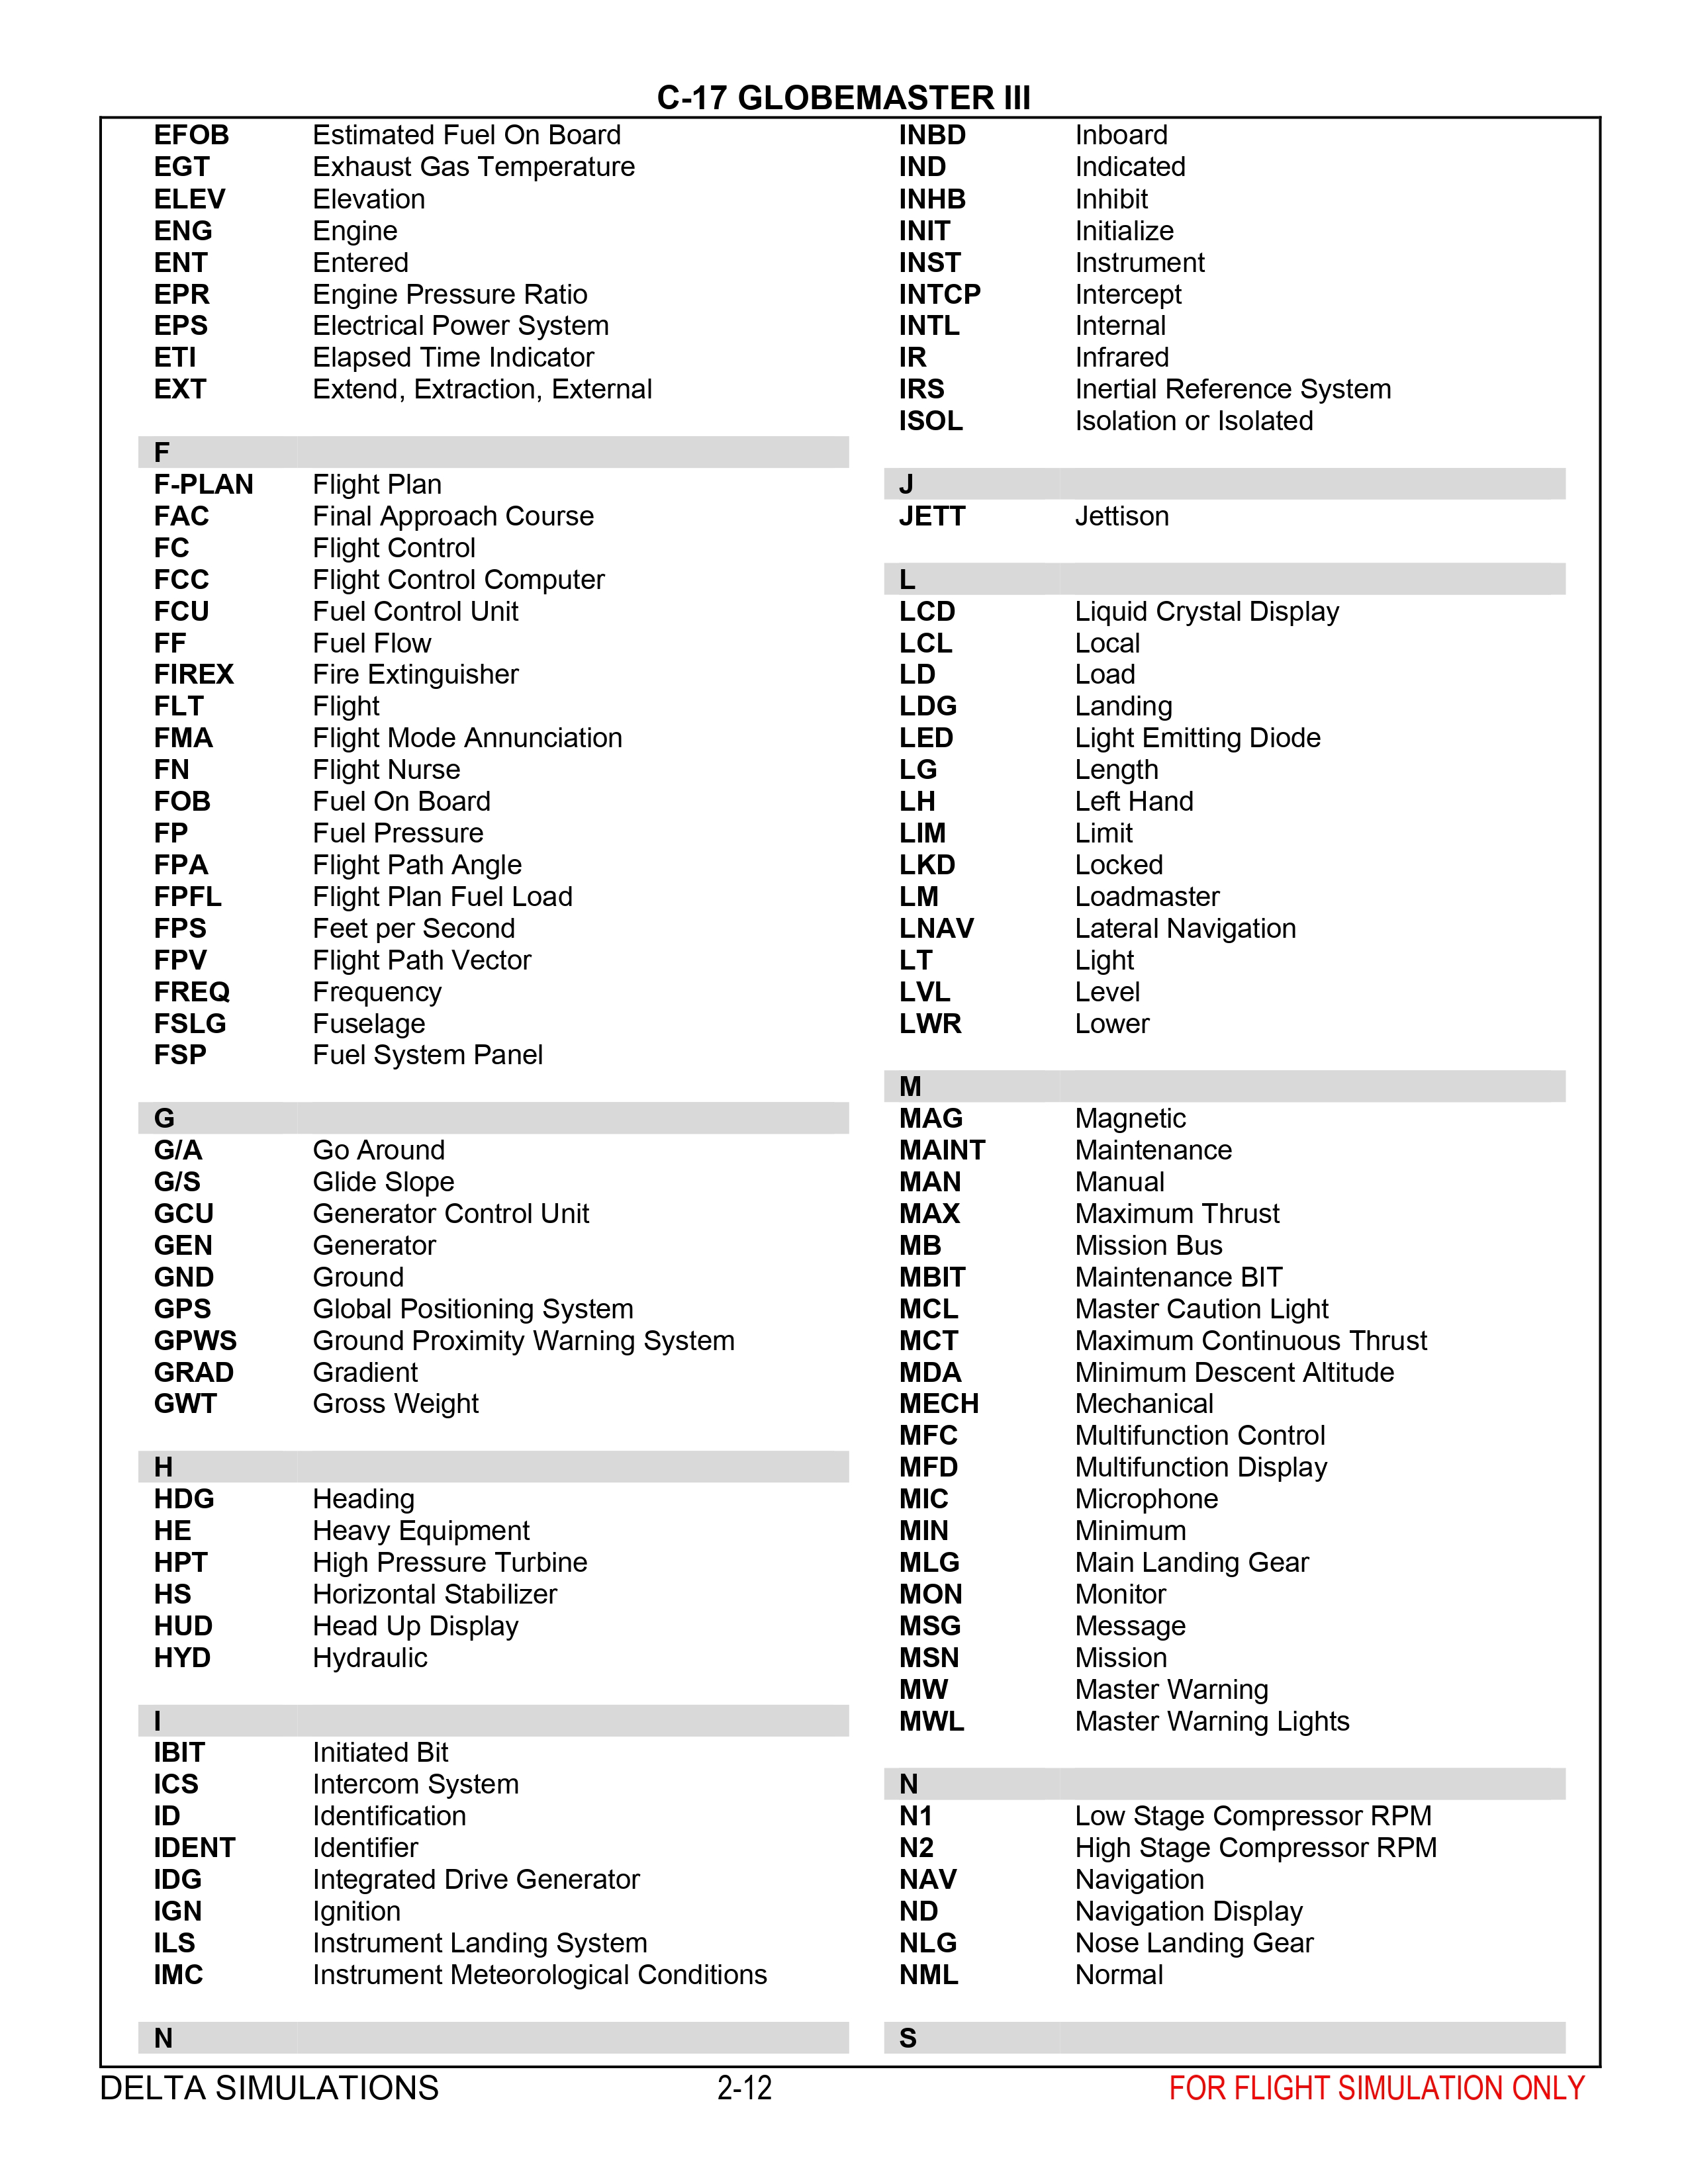 C-17 GLOBEMASTER III
EFOB Estimated Fuel On Board
EGT Exhaust Gas Temperature
ELEV Elevation
ENG Engine
ENT Entered
EPR Engine Pressure Ratio
EPS Electrical Power System
ETI Elapsed Time Indicator
EXT Extend, Extraction, External
F
F-PLAN Flight Plan
FAC Final Approach Course
FC Flight Control
FCC Flight Control Computer
FCU Fuel Control Unit
FF Fuel Flow
FIREX Fire Extinguisher
FLT Flight
FMA Flight Mode Annunciation
FN Flight Nurse
FOB Fuel On Board
FP Fuel Pressure
FPA Flight Path Angle
FPFL Flight Plan Fuel Load
FPS Feet per Second
FPV Flight Path Vector
FREQ Frequency
FSLG Fuselage
FSP Fuel System Panel
G
G/A Go Around
G/S Glide Slope
GCU Generator Control Unit
GEN Generator
GND Ground
GPS Global Positioning System
GPWS Ground Proximity Warning System
GRAD Gradient
GWT Gross Weight
H
HDG Heading
HE Heavy Equipment
HPT High Pressure Turbine
HS Horizontal Stabilizer
HUD Head Up Display
HYD Hydraulic
I
IBIT Initiated Bit
ICS Intercom System
ID Identification
IDENT Identifier
IDG Integrated Drive Generator
IGN Ignition
ILS Instrument Landing System
IMC Instrument Meteorological Conditions
N
INBD Inboard
IND Indicated
INHB Inhibit
INIT Initialize
INST Instrument
INTCP Intercept
INTL Internal
IR Infrared
IRS Inertial Reference System
ISOL Isolation or Isolated
J
JETT Jettison
L
LCD Liquid Crystal Display
LCL Local
LD Load
LDG Landing
LED Light Emitting Diode
LG Length
LH Left Hand
LIM Limit
LKD Locked
LM Loadmaster
LNAV Lateral Navigation
LT Light
LVL Level
LWR Lower
M
MAG Magnetic
MAINT Maintenance
MAN Manual
MAX Maximum Thrust
MB Mission Bus
MBIT Maintenance BIT
MCL Master Caution Light
MCT Maximum Continuous Thrust
MDA Minimum Descent Altitude
MECH Mechanical
MFC Multifunction Control
MFD Multifunction Display
MIC Microphone
MIN Minimum
MLG Main Landing Gear
MON Monitor
MSG Message
MSN Mission
MW Master Warning
MWL Master Warning Lights
N
N1 Low Stage Compressor RPM
N2 High Stage Compressor RPM
NAV Navigation
ND Navigation Display
NLG Nose Landing Gear
NML Normal
S
DELTA SIMULATIONS 2-12 FOR FLIGHT SIMULATION ONLY